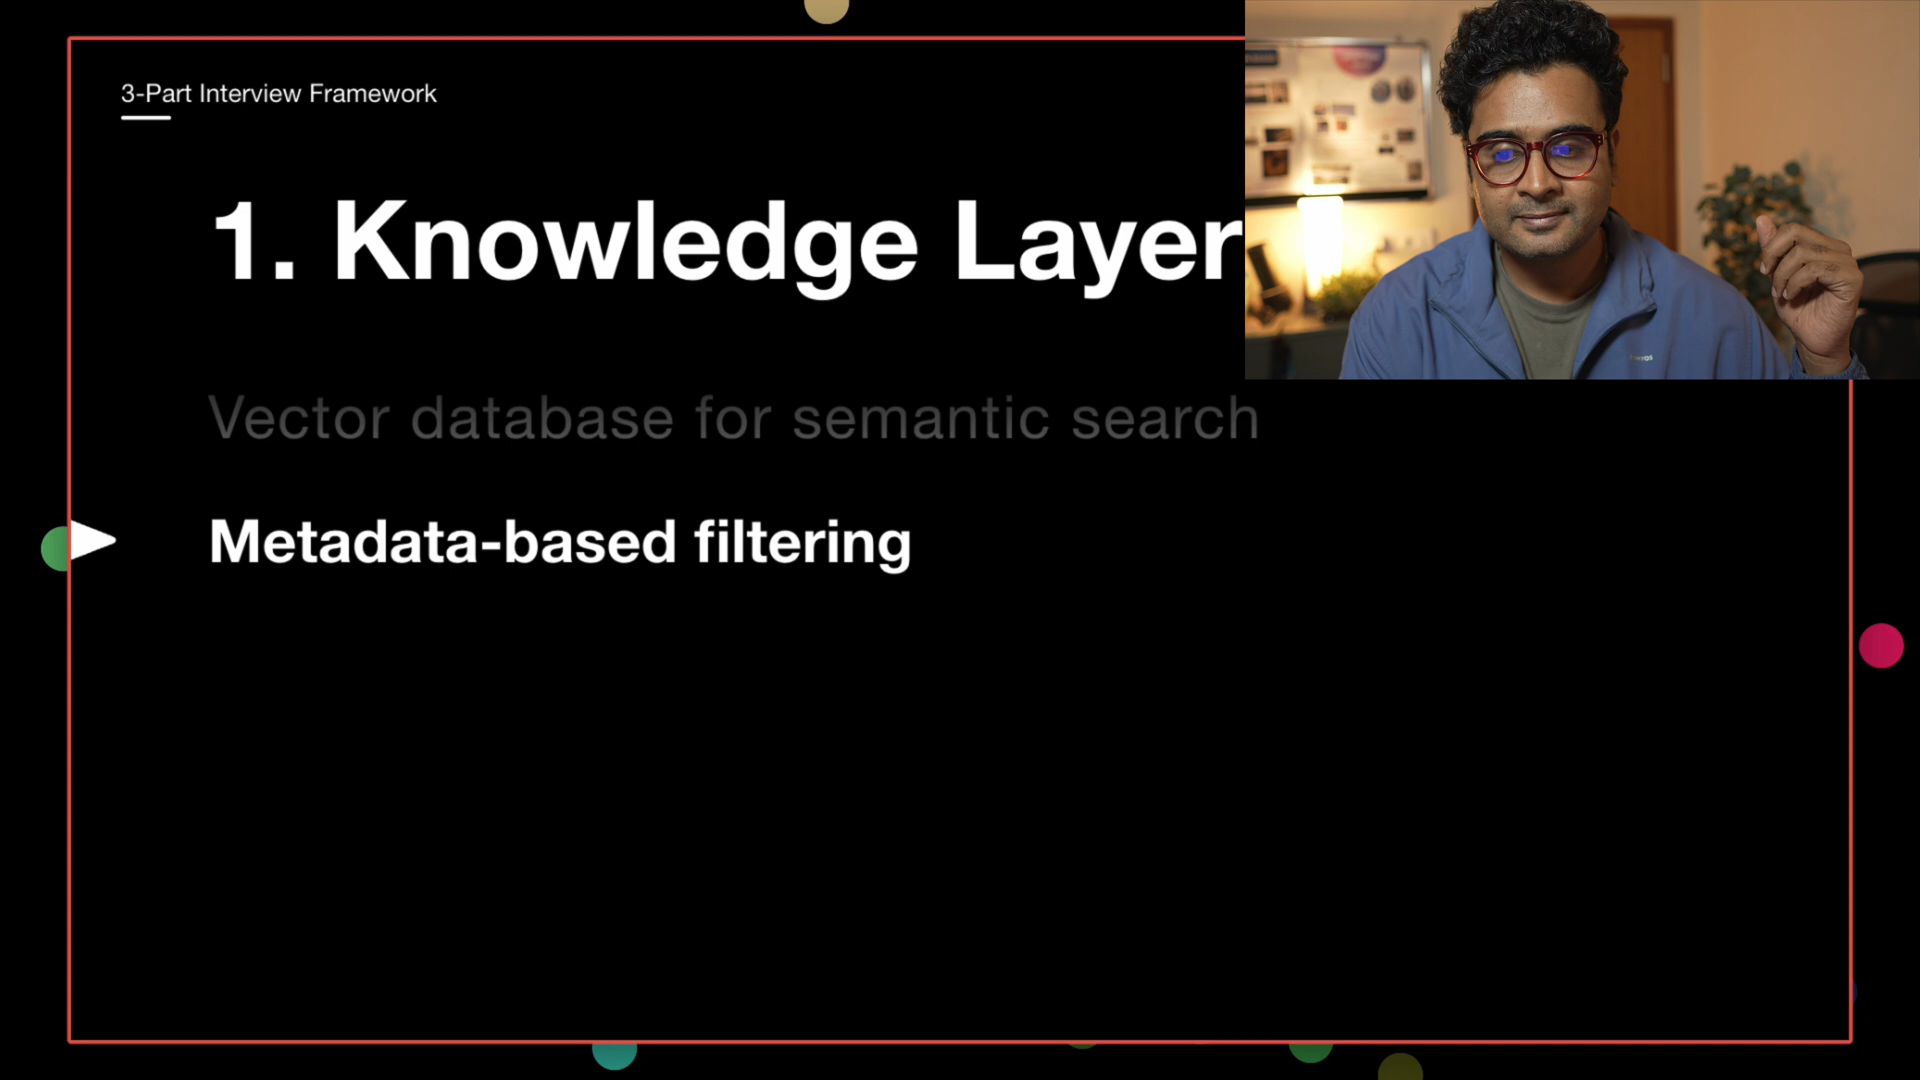 3-Part Interview Framework
1. Knowledge Layer
Vector database for semantic search
Metadata-based filtering